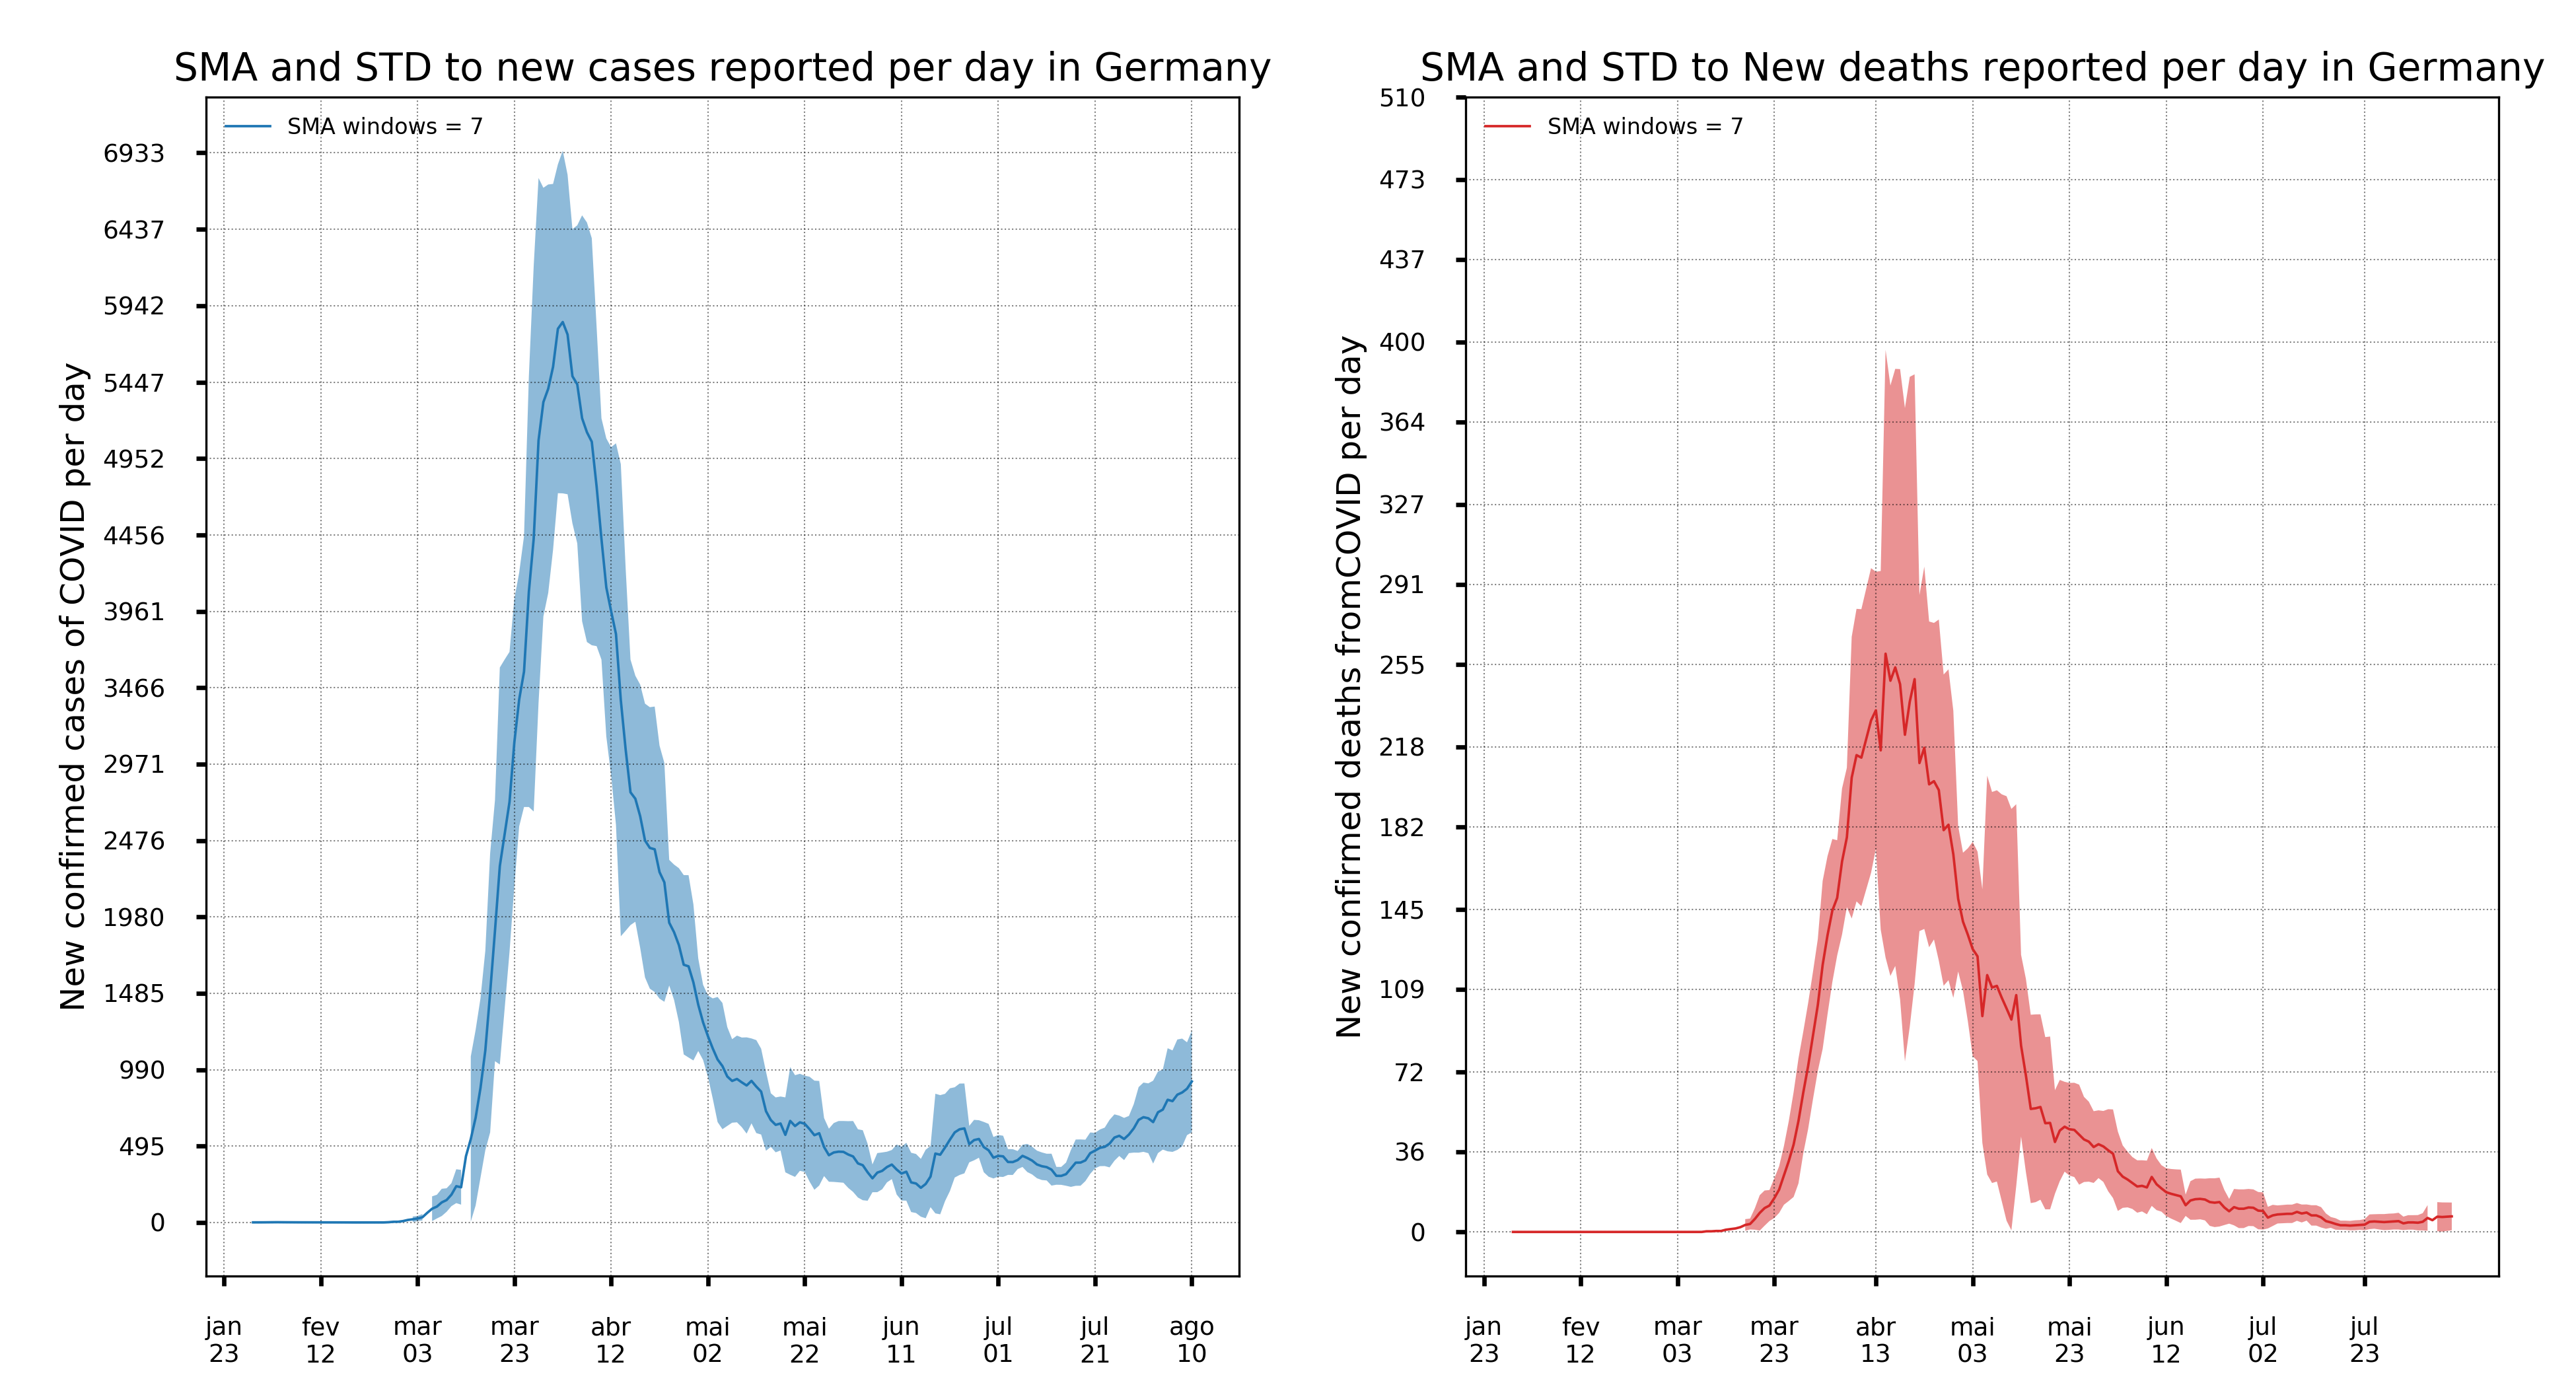 SMA and STD to new cases reported per day in Germany
SMA windows = 7
New confirmed cases of COVID per day
6933
6437
5942
5447
4952
4456
3961
3466
2971
2476
1980
1485
990
495
0
jan 23
fev 12
mar 03
mar 23
abr 12
mai 02
mai 22
jun 11
jul 01
jul 21
ago 10
SMA and STD to New deaths reported per day in Germany
SMA windows = 7
New confirmed deaths fromCOVID per day
510
473
437
400
364
327
291
255
218
182
145
109
72
36
0
jan 23
fev 12
mar 03
mar 23
abr 13
mai 03
mai 23
jun 12
jul 02
jul 23